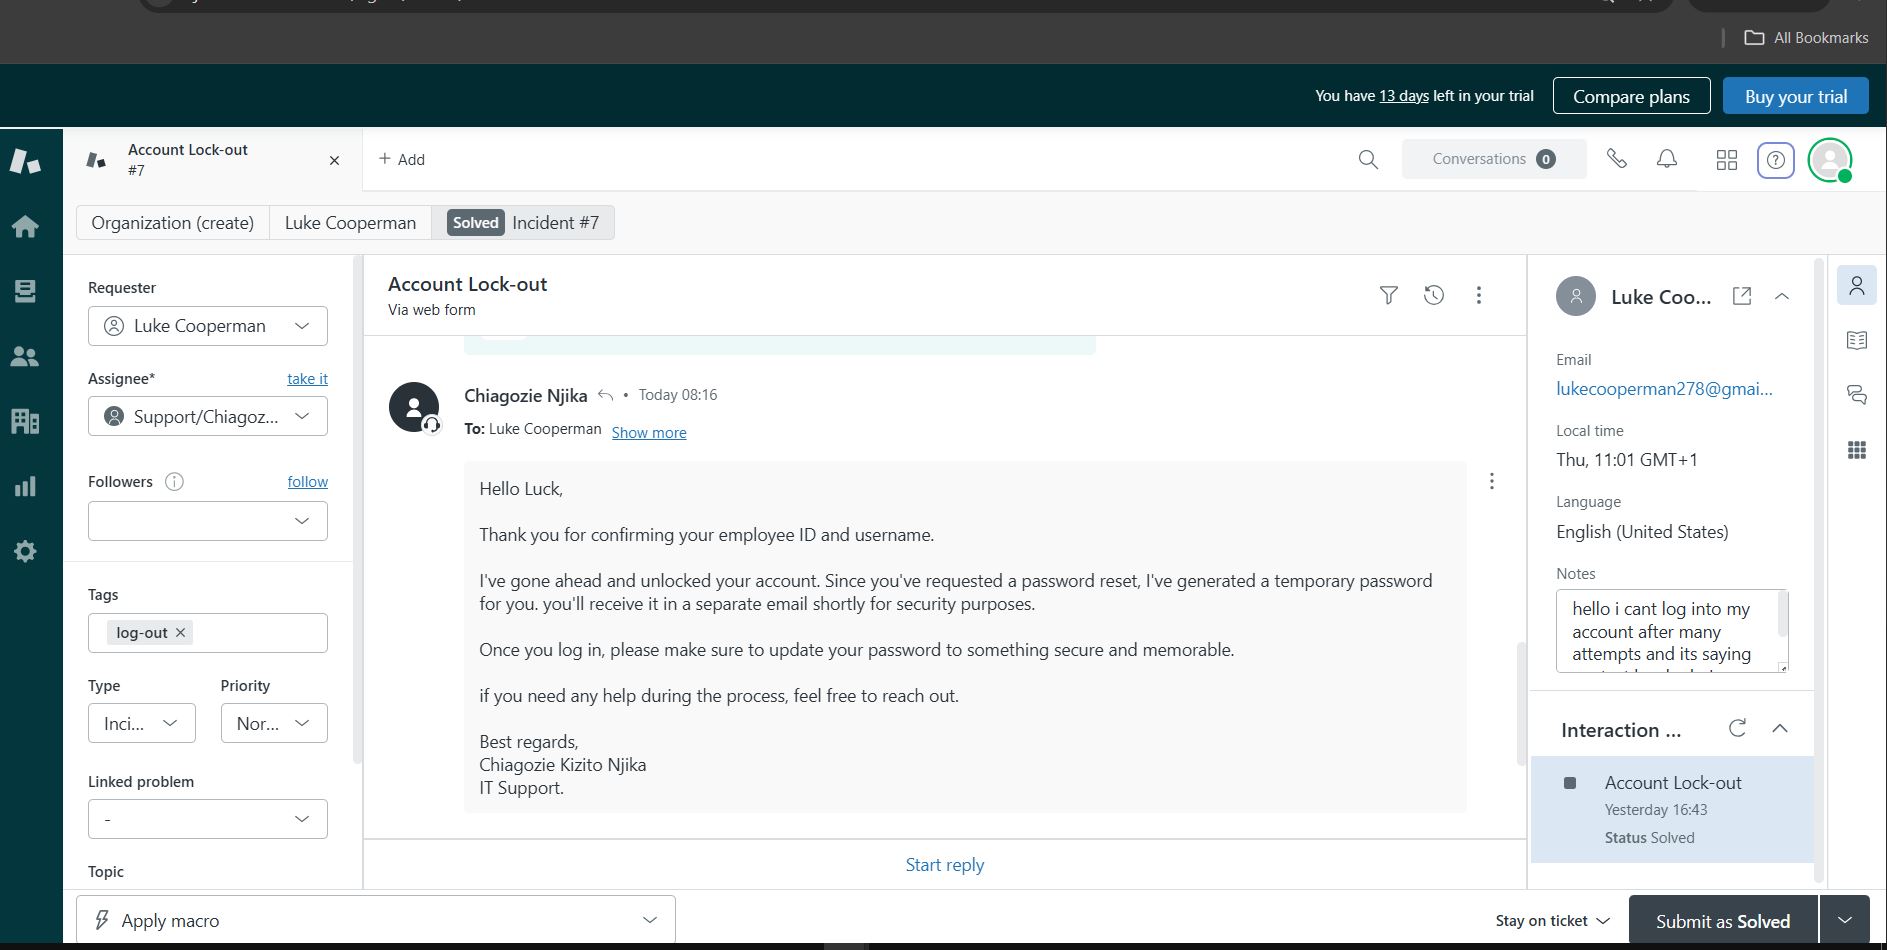 All Bookmarks
You have 13 days left in your trial
Compare plans
Buy your trial
Account Lock-out
#7
+ Add
Conversations 0
Organization (create)
Luke Cooperman
Solved Incident #7
Requester
Luke Cooperman
Assignee*
take it
Support/Chiagoz...
Followers
follow
Tags
log-out
Type
Priority
Inci...
Nor...
Linked problem
-
Topic
Account Lock-out
Via web form
Chiagozie Njika • Today 08:16
To: Luke Cooperman Show more
Hello Luck,
Thank you for confirming your employee ID and username.
I've gone ahead and unlocked your account. Since you've requested a password reset, I've generated a temporary password
for you. you'll receive it in a separate email shortly for security purposes.
Once you log in, please make sure to update your password to something secure and memorable.
if you need any help during the process, feel free to reach out.
Best regards,
Chiagozie Kizito Njika
IT Support.
Start reply
Luke Coo...
Email
lukecooperman278@gmai...
Local time
Thu, 11:01 GMT+1
Language
English (United States)
Notes
hello i cant log into my
account after many
attempts and its saying
Interaction ...
Account Lock-out
Yesterday 16:43
Status Solved
Apply macro
Stay on ticket
Submit as Solved